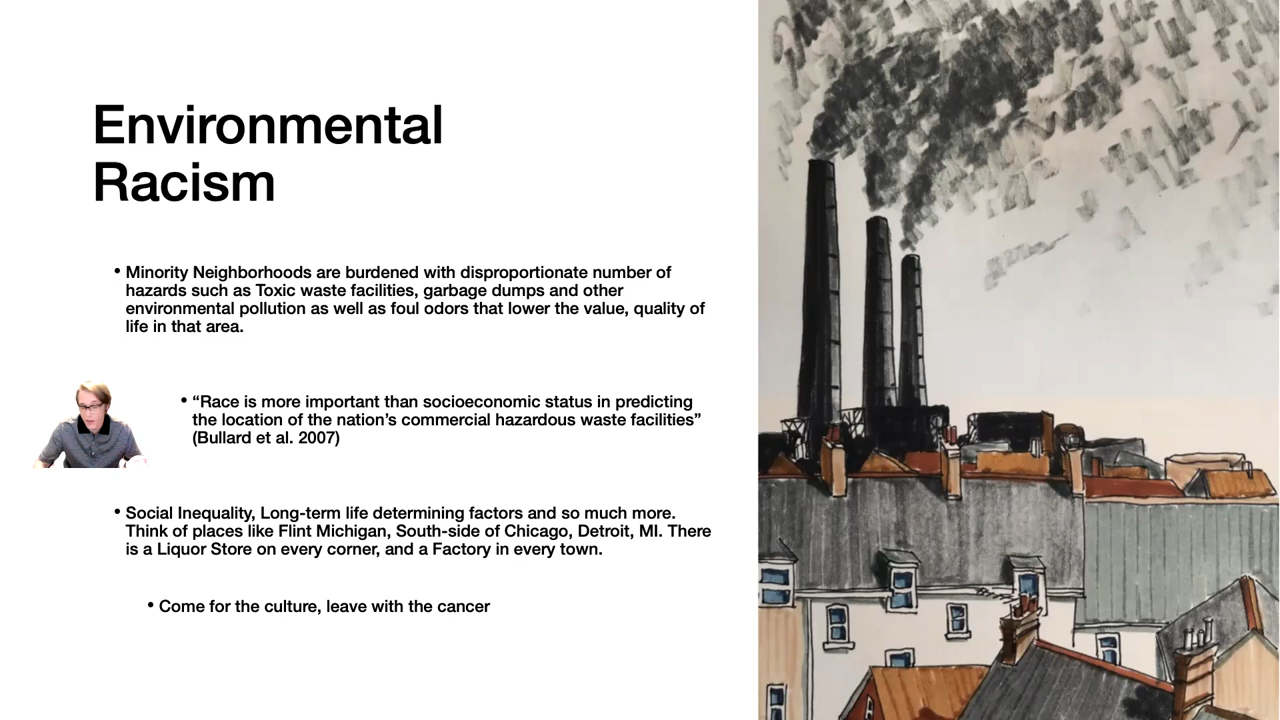 Environmental
Racism
• Minority Neighborhoods are burdened with disproportionate number of
hazards such as Toxic waste facilities, garbage dumps and other
environmental pollution as well as foul odors that lower the value, quality of
life in that area.
• “Race is more important than socioeconomic status in predicting
the location of the nation’s commercial hazardous waste facilities”
(Bullard et al. 2007)
• Social Inequality, Long-term life determining factors and so much more.
Think of places like Flint Michigan, South-side of Chicago, Detroit, MI. There
is a Liquor Store on every corner, and a Factory in every town.
• Come for the culture, leave with the cancer